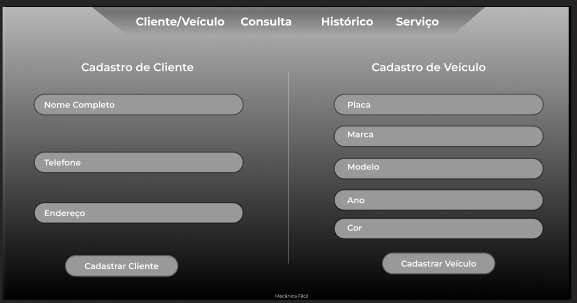 Cliente/Veículo Consulta Histórico Serviço
Cadastro de Cliente
Nome Completo
Telefone
Endereço
Cadastrar Cliente
Cadastro de Veículo
Placa
Marca
Modelo
Ano
Cor
Cadastrar Veículo
Mecânica Fácil